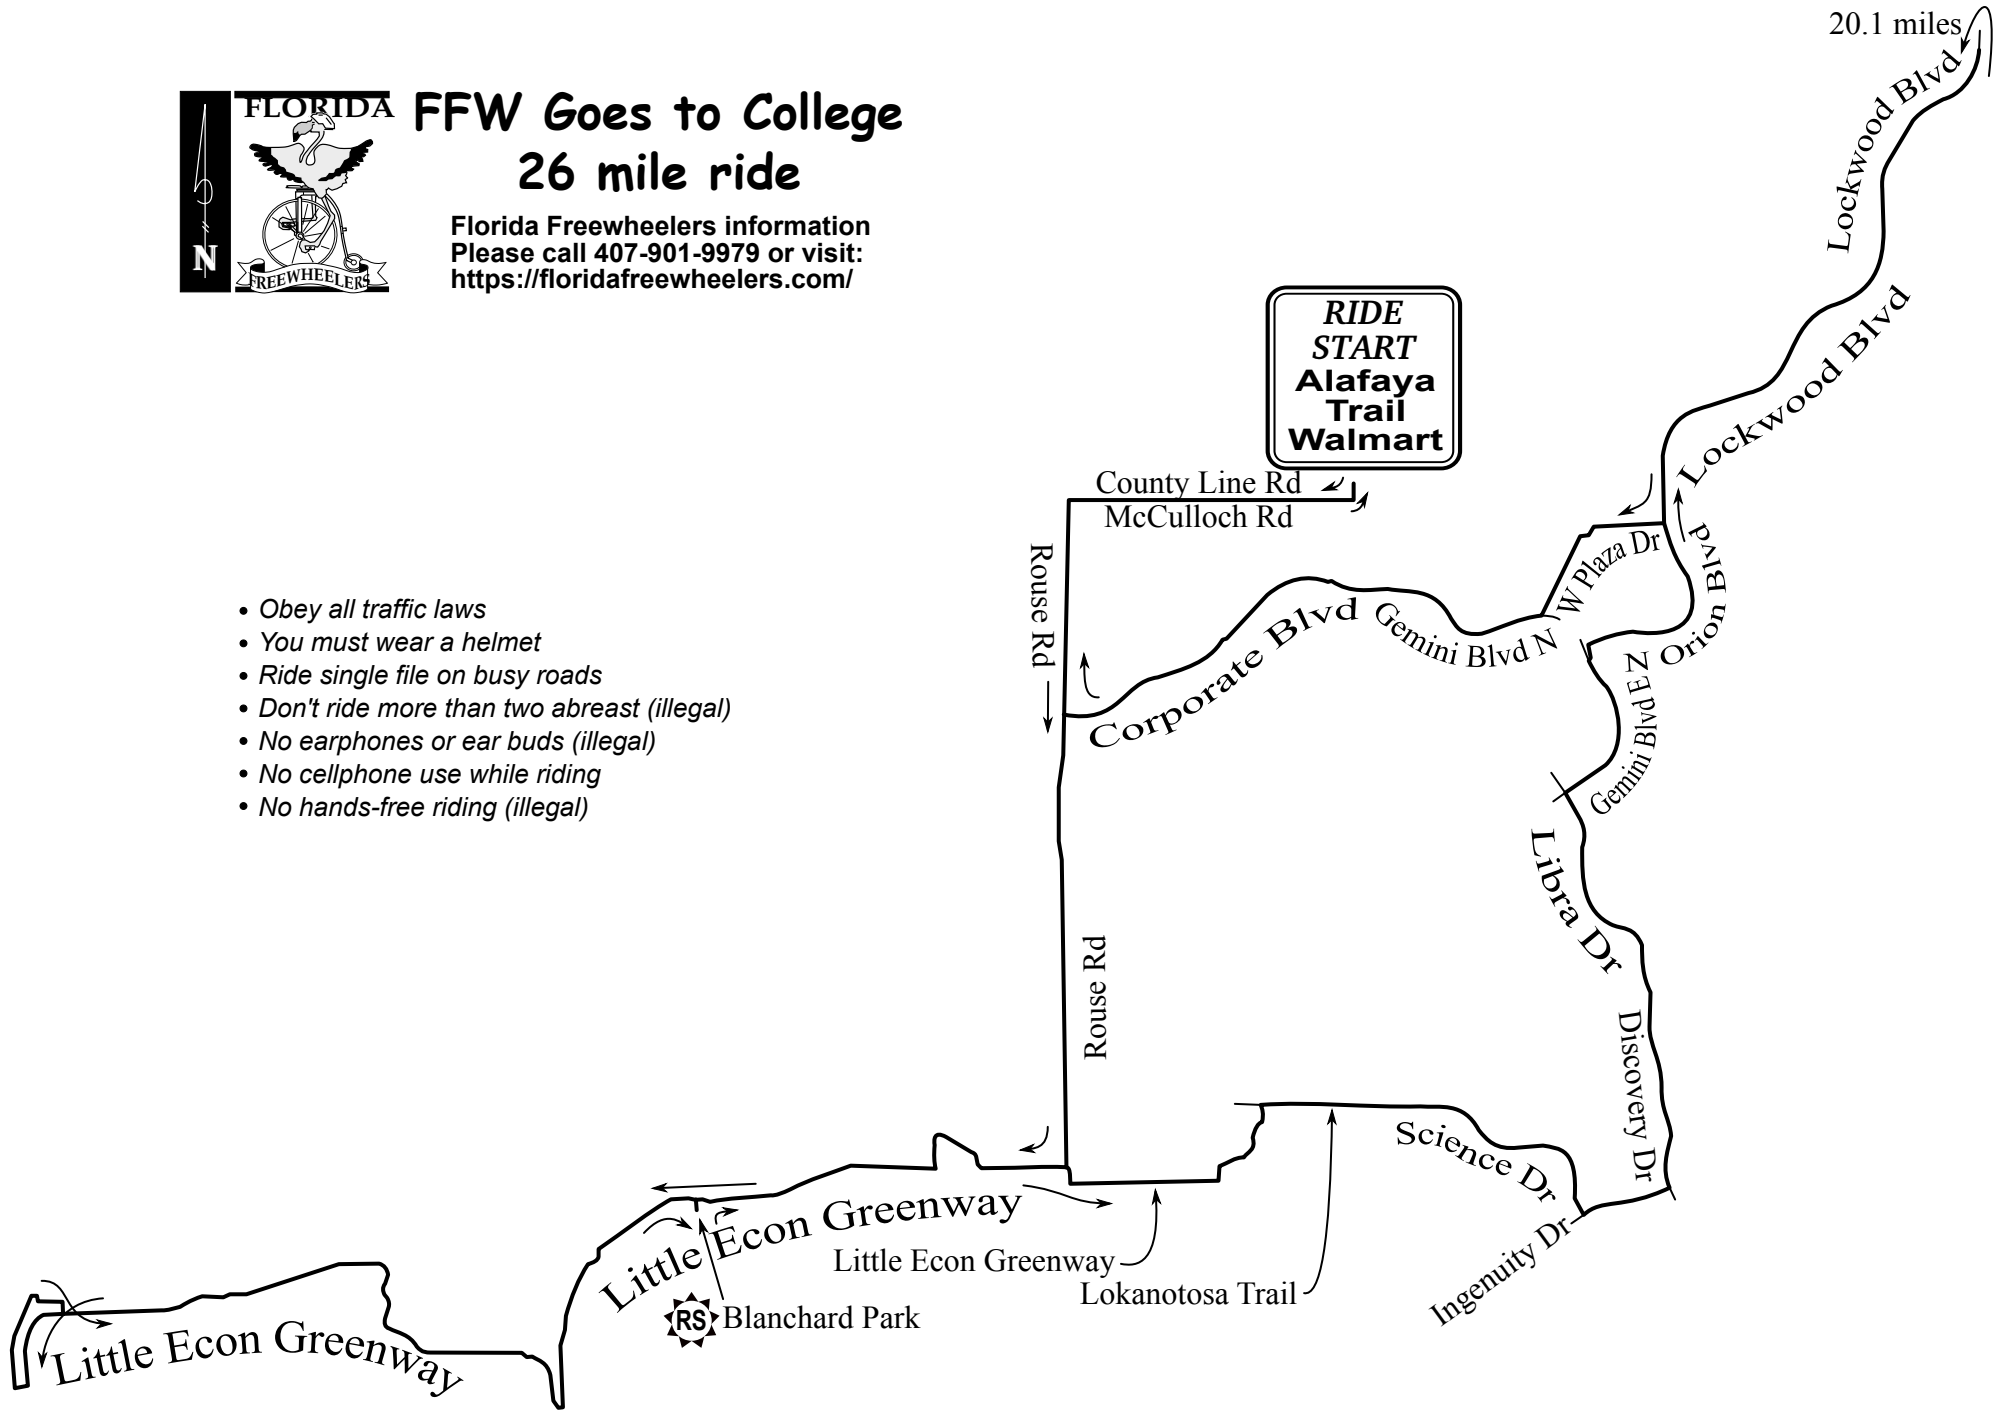 20.1 miles
Lockwood Blvd
FLORIDA
FREEWHEELERS
N
FFW Goes to College
26 mile ride
Florida Freewheelers information
Please call 407-901-9979 or visit:
https://floridafreewheelers.com/
RIDE
START
Alafaya
Trail
Walmart
Lockwood Blvd
County Line Rd
McCulloch Rd
Rouse Rd
W Plaza Dr
Orion Blvd
Corporate Blvd
Gemini Blvd N
Gemini Blvd E N
• Obey all traffic laws
• You must wear a helmet
• Ride single file on busy roads
• Don't ride more than two abreast (illegal)
• No earphones or ear buds (illegal)
• No cellphone use while riding
• No hands-free riding (illegal)
Libra Dr
Rouse Rd
Discovery Dr
Science Dr
Ingenuity Dr
Little Econ Greenway
Little Econ Greenway
Lokanotosa Trail
RS
Blanchard Park
Little Econ Greenway